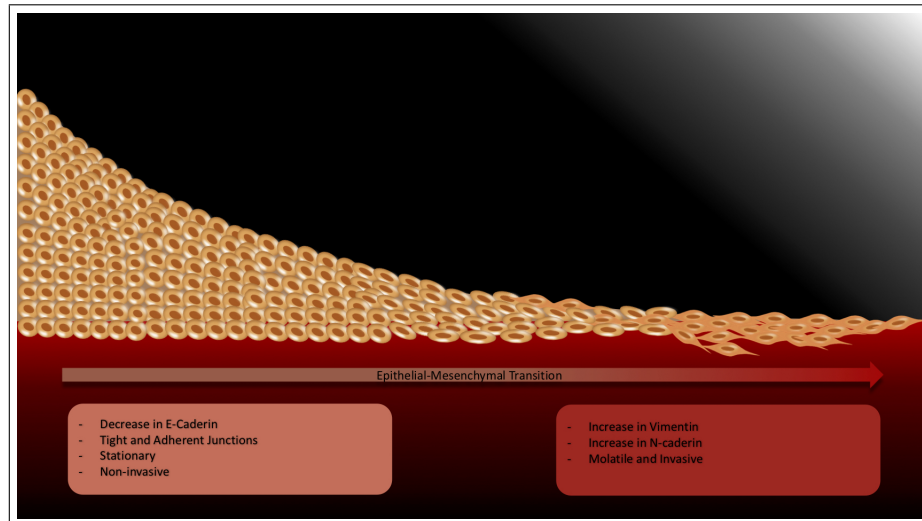 Epithelial-Mesenchymal Transition
- Decrease in E-Caderin
- Tight and Adherent Junctions
- Stationary
- Non-invasive
- Increase in Vimentin
- Increase in N-caderin
- Molatile and Invasive